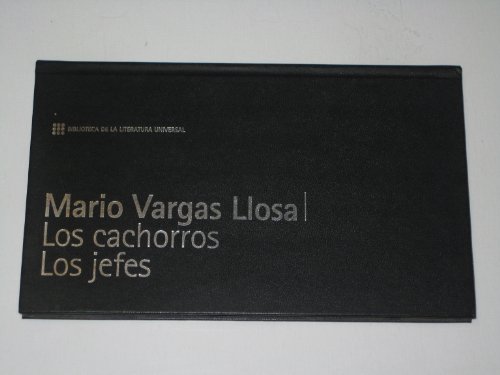 BIBLIOTECA DE LA LITERATURA UNIVERSAL
Mario Vargas Llosa
Los cachorros
Los jefes